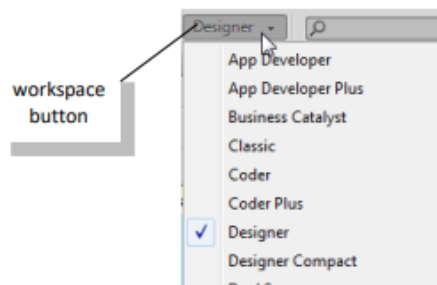 Designer
workspace
button
App Developer
App Developer Plus
Business Catalyst
Classic
Coder
Coder Plus
Designer
Designer Compact